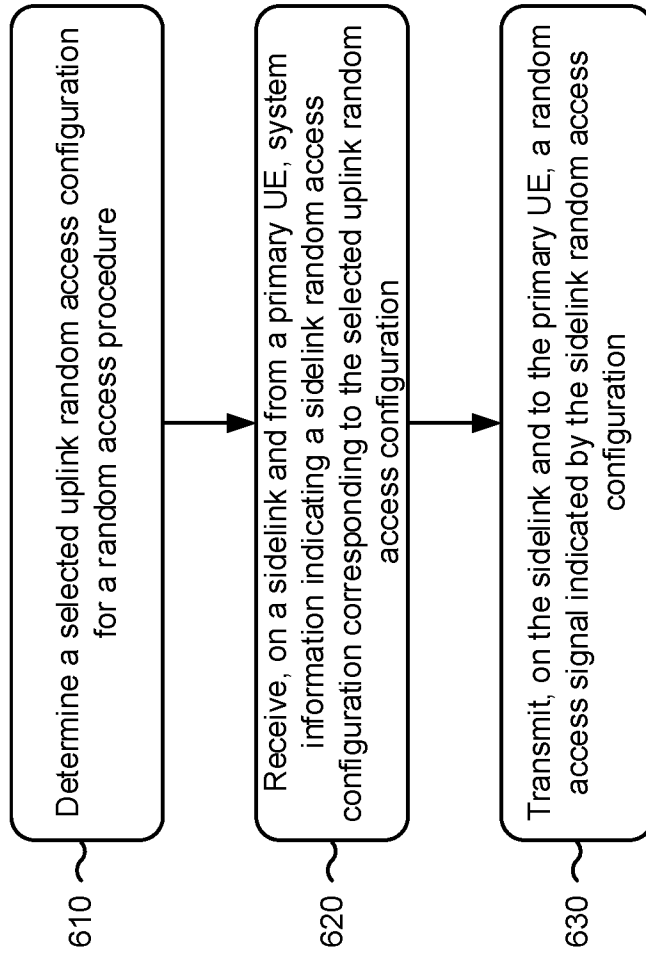 610
Determine a selected uplink random access configuration
for a random access procedure
620
Receive, on a sidelink and from a primary UE, system
information indicating a sidelink random access
configuration corresponding to the selected uplink random
access configuration
630
Transmit, on the sidelink and to the primary UE, a random
access signal indicated by the sidelink random access
configuration